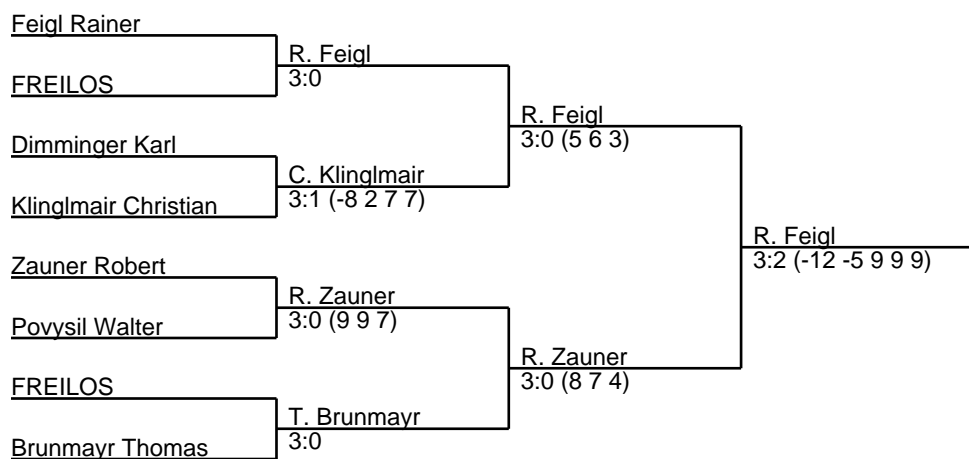 Feigl Rainer
FREILOS
Dimminger Karl
Klinglmair Christian
Zauner Robert
Povysil Walter
FREILOS
Brunmayr Thomas
R. Feigl
3:0
C. Klinglmair
3:1 (-8 2 7 7)
R. Zauner
3:0 (9 9 7)
T. Brunmayr
3:0
R. Feigl
3:0 (5 6 3)
R. Zauner
3:0 (8 7 4)
R. Feigl
3:2 (-12 -5 9 9 9)